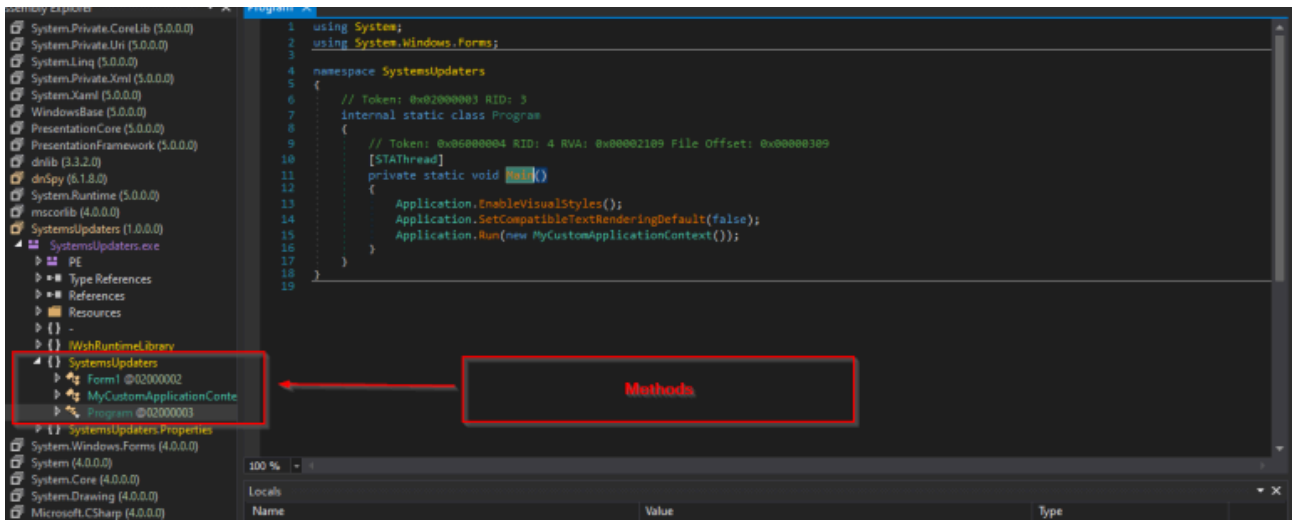 Assembly Explorer
System.Private.CoreLib (5.0.0.0)
System.Private.Uri (5.0.0.0)
System.Linq (5.0.0.0)
System.Private.Xml (5.0.0.0)
System.Xaml (5.0.0.0)
WindowsBase (5.0.0.0)
PresentationCore (5.0.0.0)
PresentationFramework (5.0.0.0)
dnlib (3.3.2.0)
dnSpy (6.1.8.0)
System.Runtime (5.0.0.0)
mscorlib (4.0.0.0)
SystemsUpdaters (1.0.0.0)
SystemsUpdaters.exe
PE
Type References
References
Resources
{ } -
{ } IWshRuntimeLibrary
{ } SystemsUpdaters
Form1 @02000002
MyCustomApplicationConte
Program @02000003
{ } SystemsUpdaters.Properties
System.Windows.Forms (4.0.0.0)
System (4.0.0.0)
System.Core (4.0.0.0)
System.Drawing (4.0.0.0)
Microsoft.CSharp (4.0.0.0)
Program
1 using System;
2 using System.Windows.Forms;
3
4 namespace SystemsUpdaters
5 {
6 // Token: 0x02000003 RID: 3
7 internal static class Program
8 {
9 // Token: 0x06000004 RID: 4 RVA: 0x00002109 File Offset: 0x00000309
10 [STAThread]
11 private static void Main()
12 {
13 Application.EnableVisualStyles();
14 Application.SetCompatibleTextRenderingDefault(false);
15 Application.Run(new MyCustomApplicationContext());
16 }
17 }
18 }
19
Methods
100 %
Locals
Name Value Type